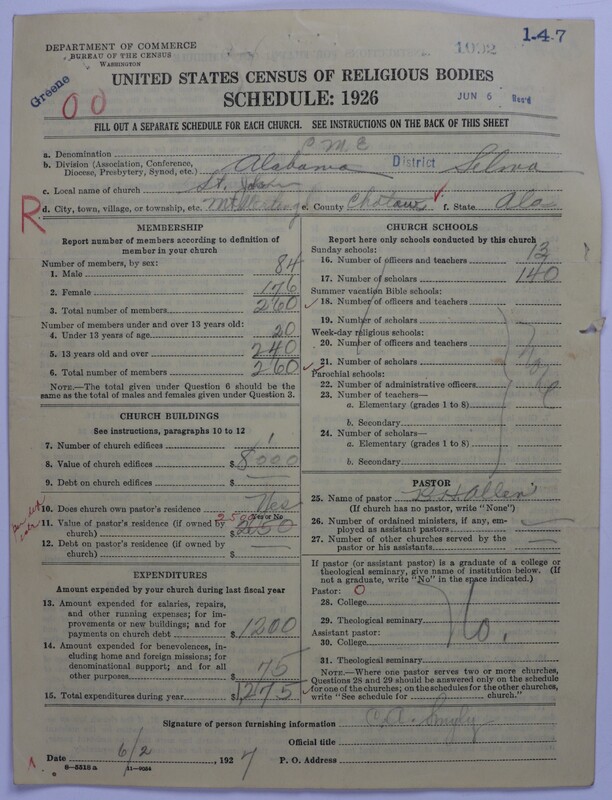 DEPARTMENT OF COMMERCE
BUREAU OF THE CENSUS
WASHINGTON
1002
1-4-7
Greene
00
UNITED STATES CENSUS OF RELIGIOUS BODIES
SCHEDULE: 1926
JUN 6 Rec'd
FILL OUT A SEPARATE SCHEDULE FOR EACH CHURCH. SEE INSTRUCTIONS ON THE BACK OF THIS SHEET
a. Denomination C M E
b. Division (Association, Conference, Diocese, Presbytery, Synod, etc.) Alabama District Selma
c. Local name of church St.
R
d. City, town, village, or township, etc. e. County Chotaw f. State Ala
MEMBERSHIP
Report number of members according to definition of member in your church
Number of members, by sex:
1. Male 84
2. Female 176
3. Total number of members 260
Number of members under and over 13 years old:
4. Under 13 years of age 20
5. 13 years old and over 240
6. Total number of members 260
NOTE.—The total given under Question 6 should be the same as the total of males and females given under Question 3.
CHURCH BUILDINGS
See instructions, paragraphs 10 to 12
7. Number of church edifices 1
8. Value of church edifices $8000
9. Debt on church edifices $
10. Does church own pastor's residence? Yes
Yes or No
11. Value of pastor's residence (if owned by church) $ 2500
12. Debt on pastor's residence (if owned by church) $
EXPENDITURES
Amount expended by your church during last fiscal year
13. Amount expended for salaries, repairs, and other running expenses; for improvements or new buildings; and for payments on church debt $1200
14. Amount expended for benevolences, including home and foreign missions; for denominational support; and for all other purposes 75
15. Total expenditures during year $1275
CHURCH SCHOOLS
Report here only schools conducted by this church
Sunday schools:
16. Number of officers and teachers 13
17. Number of scholars 140
Summer vacation Bible schools:
18. Number of officers and teachers
19. Number of scholars
Week-day religious schools:
20. Number of officers and teachers
21. Number of scholars
None
Parochial schools:
22. Number of administrative officers
23. Number of teachers—
a. Elementary (grades 1 to 8)
b. Secondary
24. Number of scholars—
a. Elementary (grades 1 to 8)
b. Secondary
PASTOR
25. Name of pastor Allen
(If church has no pastor, write "None")
26. Number of ordained ministers, if any, employed as assistant pastors
27. Number of other churches served by the pastor or his assistants
If pastor (or assistant pastor) is a graduate of a college or theological seminary, give name of institution below. (If not a graduate, write "No" in the space indicated.)
Pastor: O
28. College
29. Theological seminary
No.
Assistant pastor:
30. College
31. Theological seminary
NOTE.—Where one pastor serves two or more churches, Questions 28 and 29 should be answered only on the schedule for one of the churches; on the schedules for the other churches, write "See schedule for church."
Signature of person furnishing information Smyly
Official title
Date 6/2, 1927 P. O. Address
8—5518a 11—9034